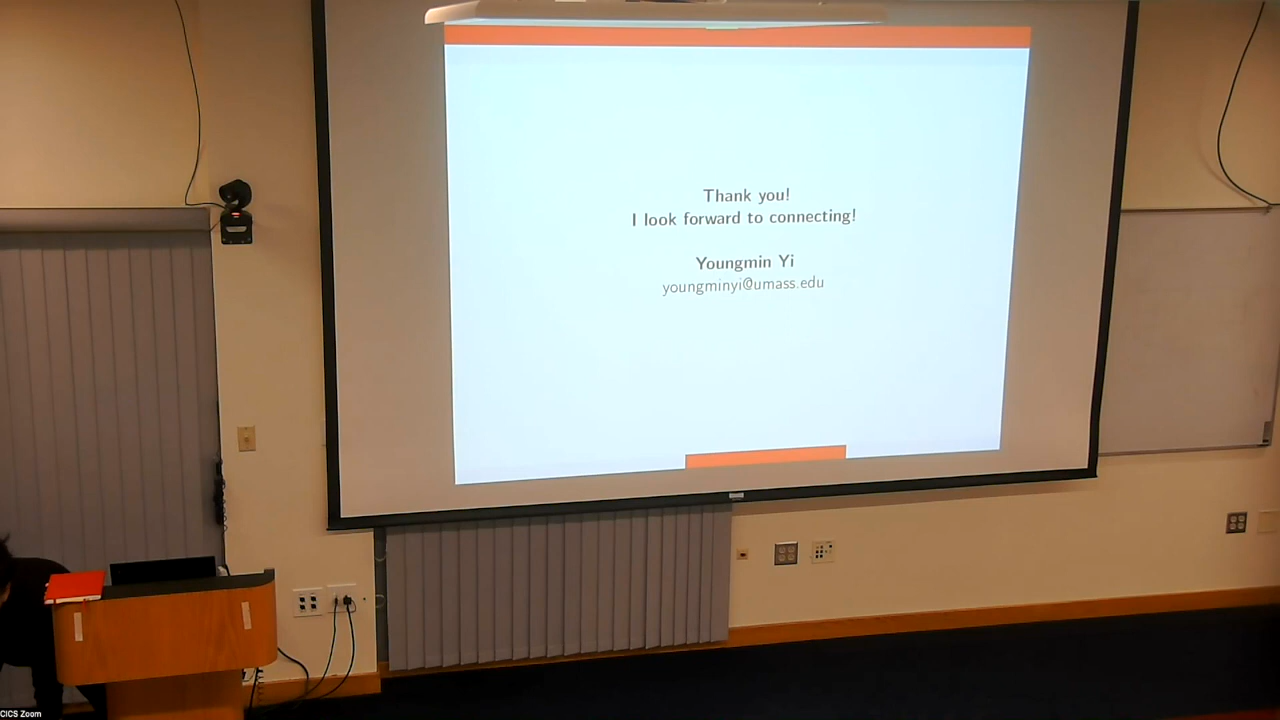 Thank you!
I look forward to connecting!
Youngmin Yi
youngminyi@umass.edu
CICS Zoom